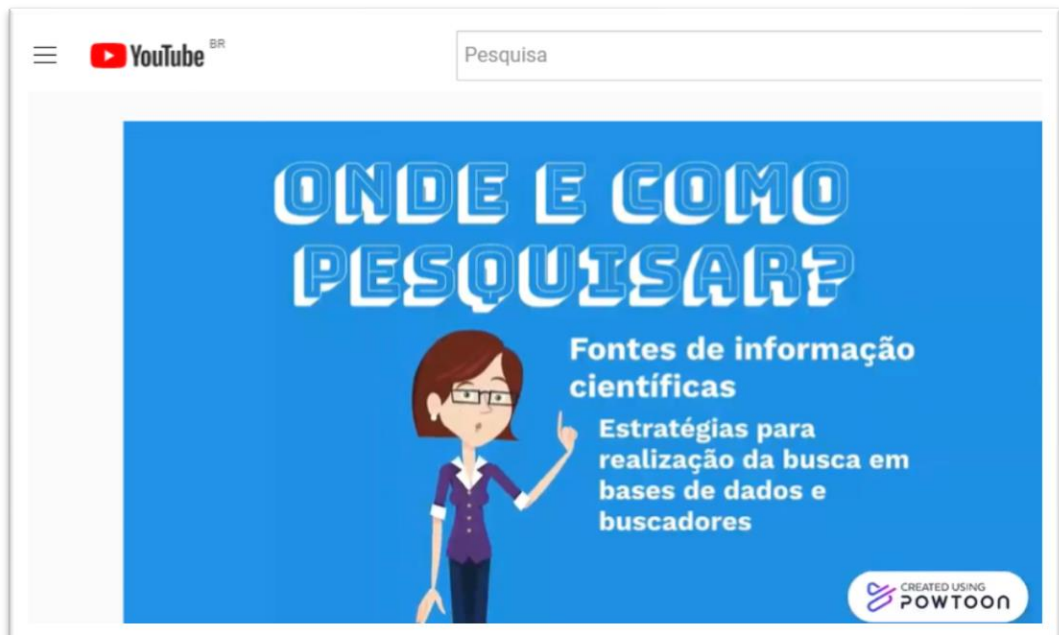 YouTube BR
Pesquisa
ONDE E COMO
PESQUISAR?
Fontes de informação
científicas
Estratégias para
realização da busca em
bases de dados e
buscadores
CREATED USING
POWTOON